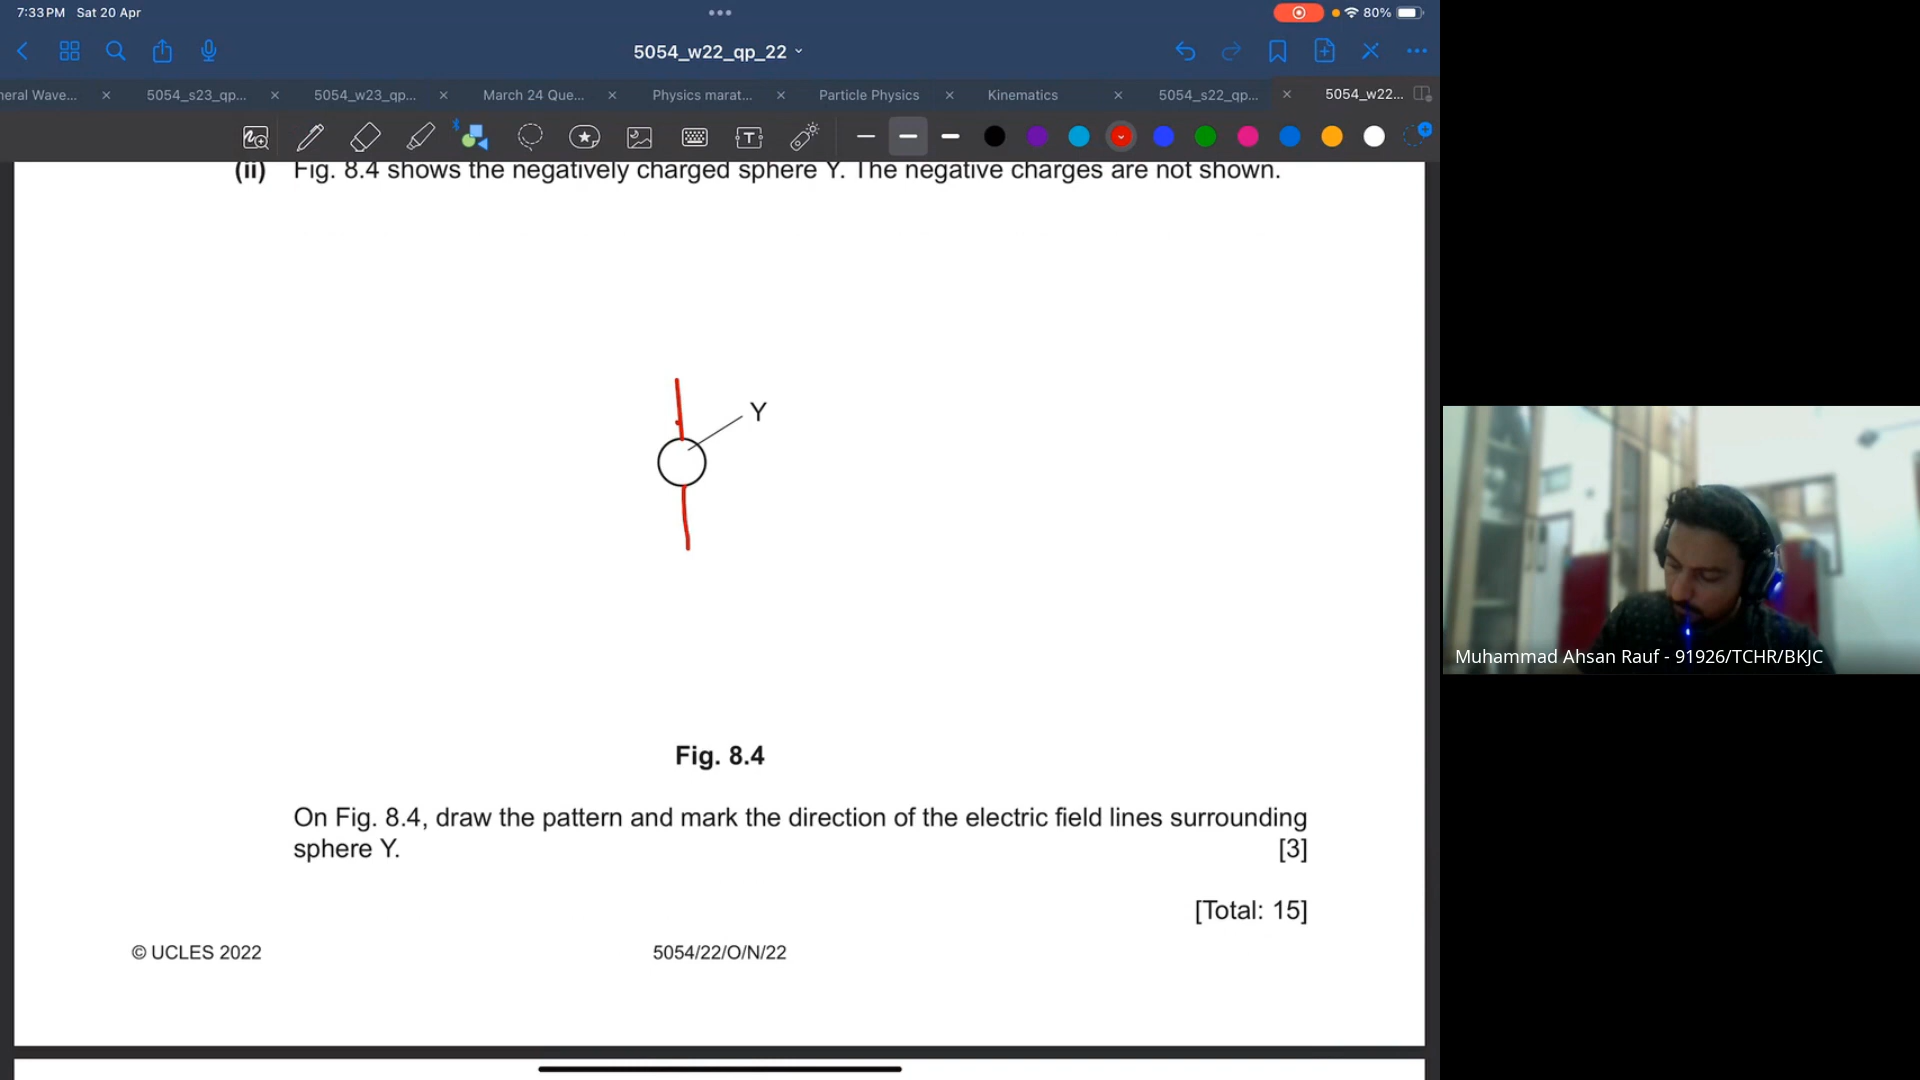 7:33 PM Sat 20 Apr
80%
5054_w22_qp_22
neral Wave...
5054_s23_qp...
5054_w23_qp...
March 24 Que...
Physics marat...
Particle Physics
Kinematics
5054_s22_qp...
5054_w22...
(ii) Fig. 8.4 shows the negatively charged sphere Y. The negative charges are not shown.
Y
Fig. 8.4
On Fig. 8.4, draw the pattern and mark the direction of the electric field lines surrounding
sphere Y. [3]
[Total: 15]
© UCLES 2022
5054/22/O/N/22
Muhammad Ahsan Rauf - 91926/TCHR/BKJC